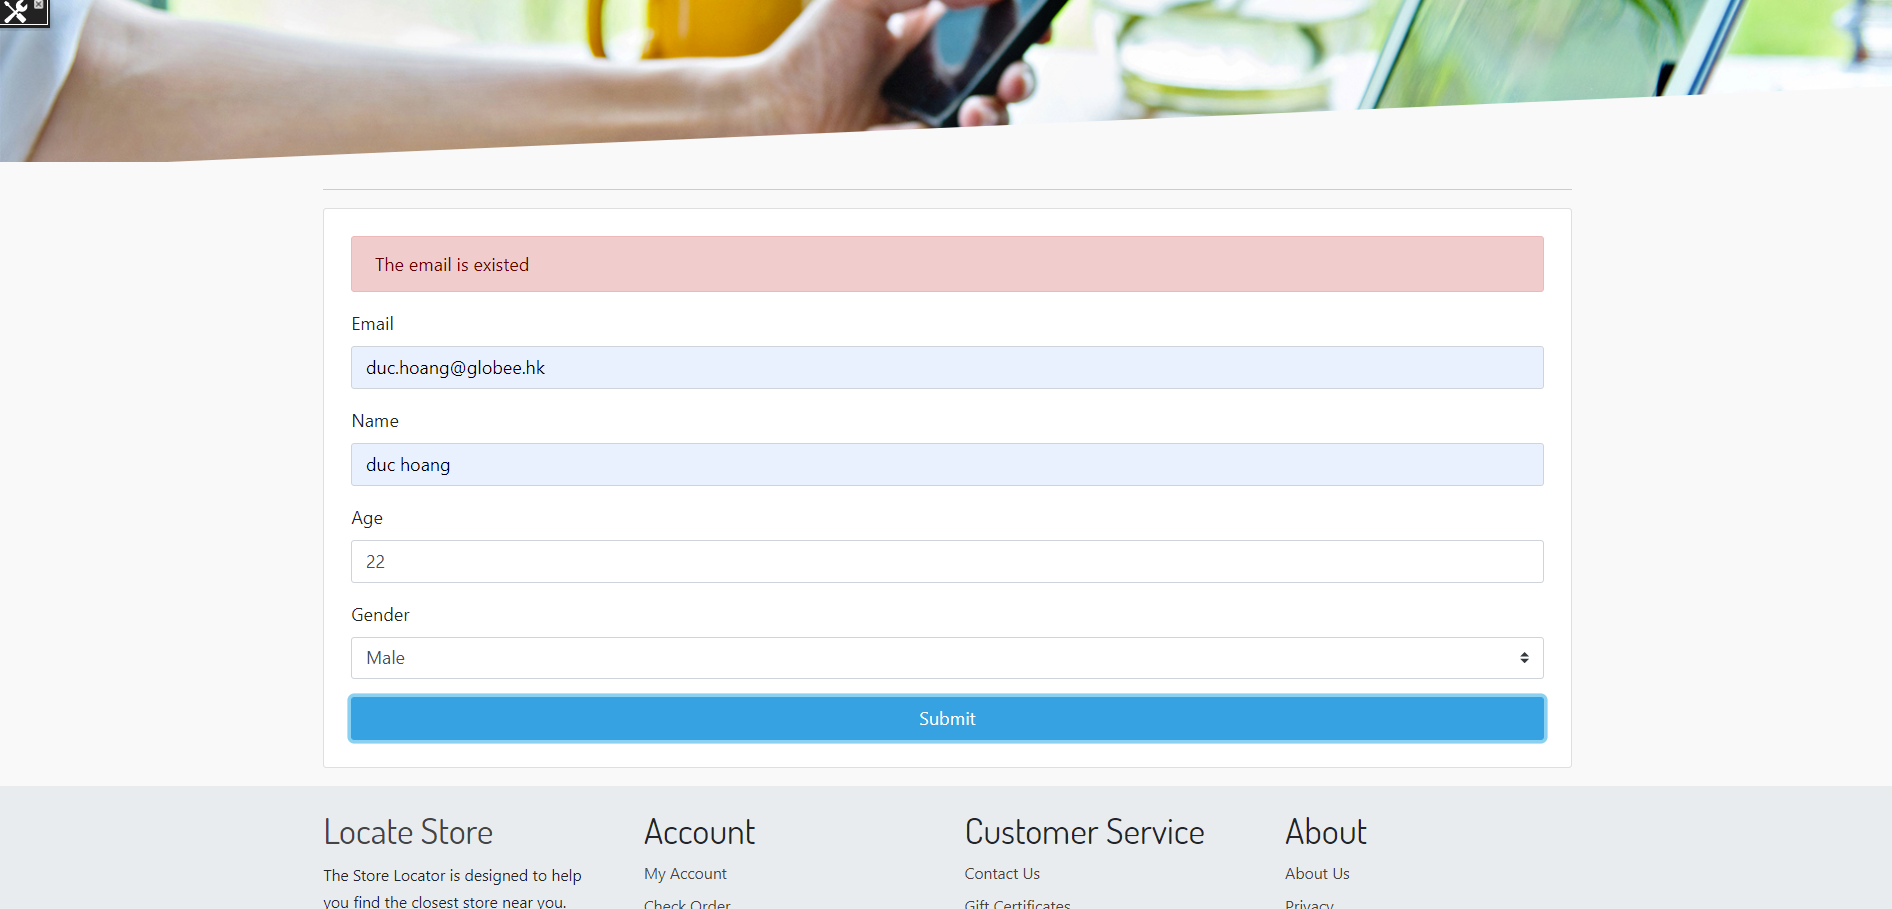 The email is existed
Email
duc.hoang@globee.hk
Name
duc hoang
Age
22
Gender
Male
Submit
Locate Store
The Store Locator is designed to help
you find the closest store near you.
Account
My Account
Check Order
Customer Service
Contact Us
Gift Certificates
About
About Us
Privacy